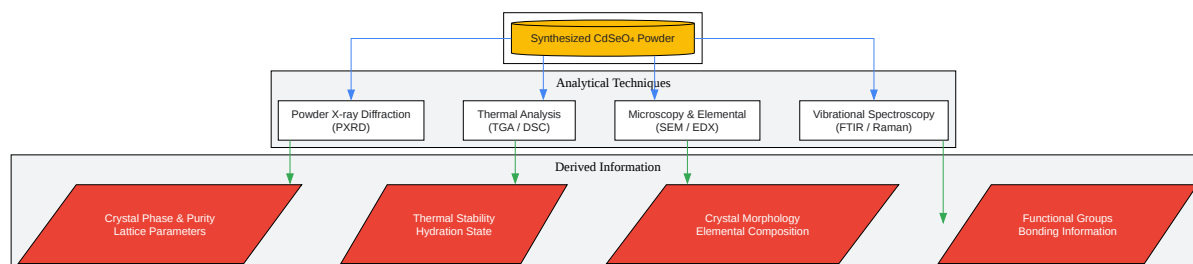 Synthesized CdSeO₄ Powder
Analytical Techniques
Powder X-ray Diffraction
(PXRD)
Thermal Analysis
(TGA / DSC)
Microscopy & Elemental
(SEM / EDX)
Vibrational Spectroscopy
(FTIR / Raman)
Derived Information
Crystal Phase & Purity
Lattice Parameters
Thermal Stability
Hydration State
Crystal Morphology
Elemental Composition
Functional Groups
Bonding Information